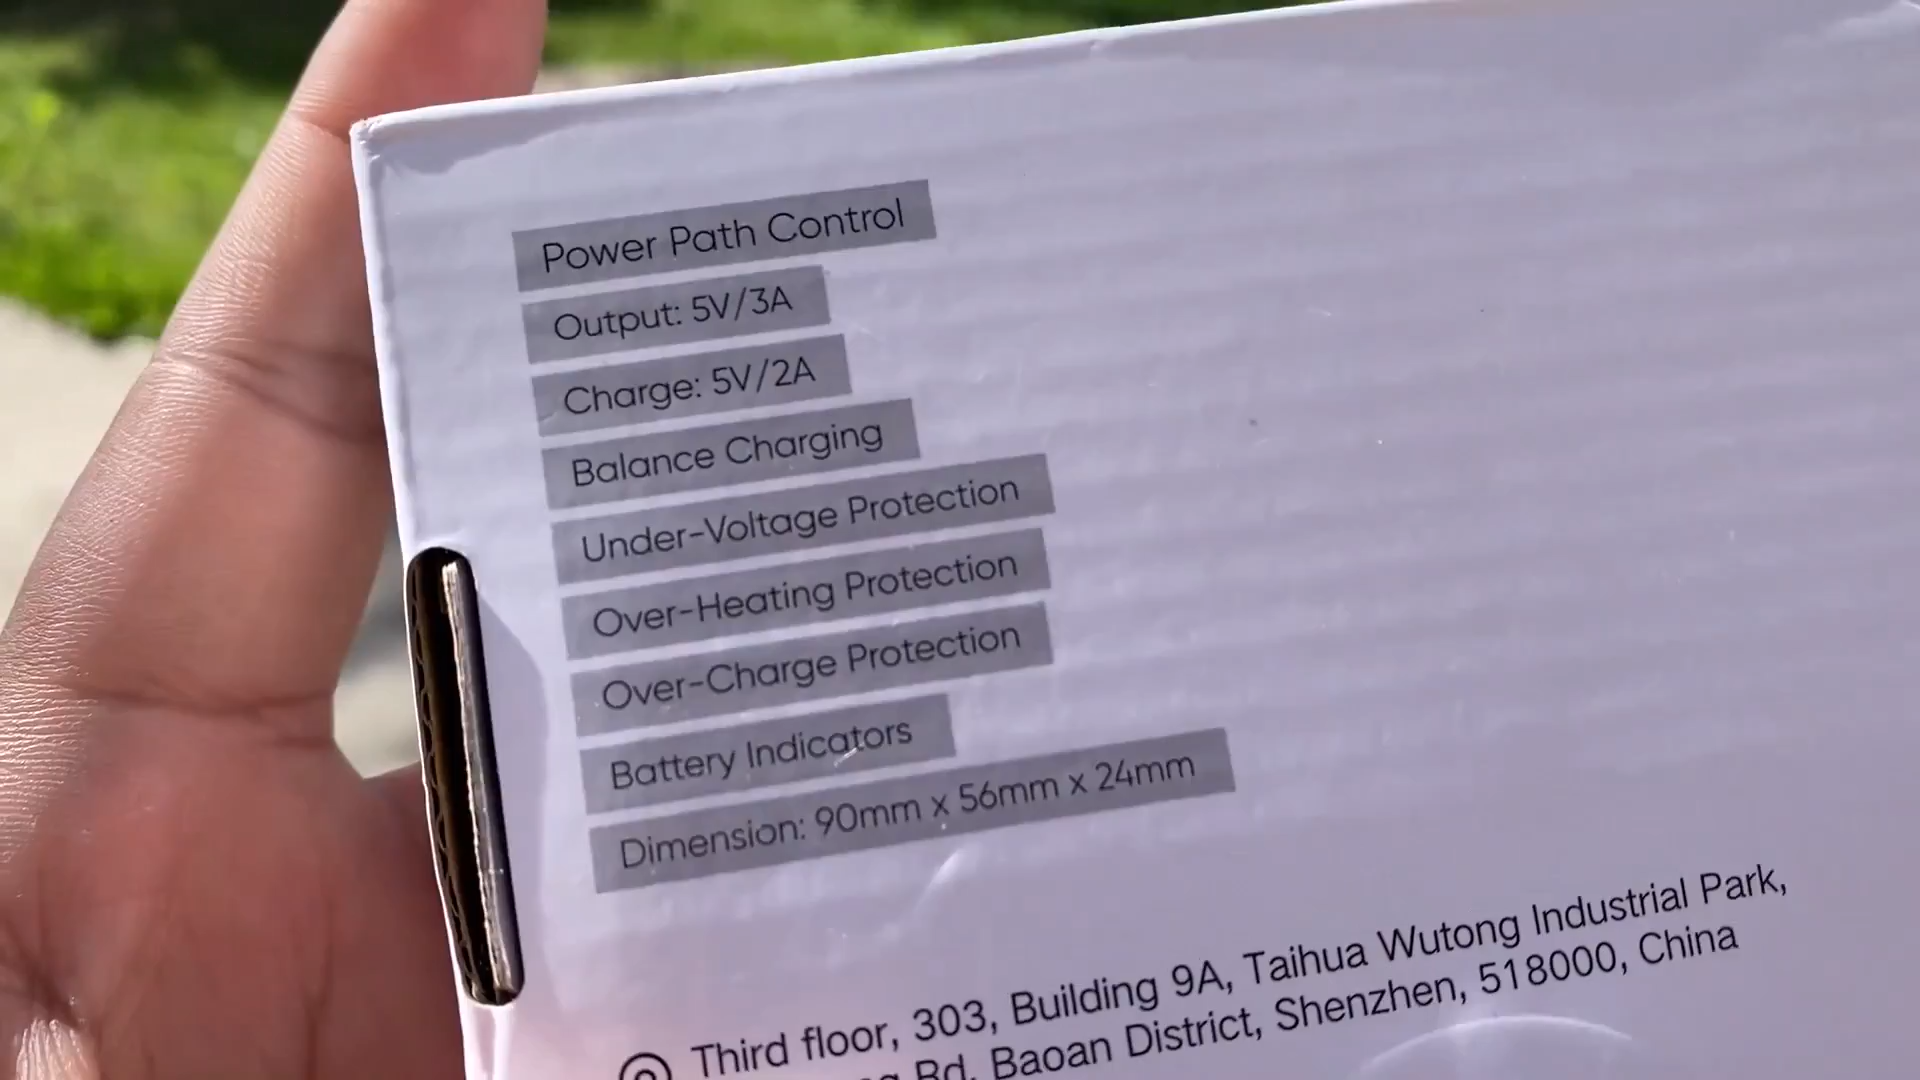 Power Path Control
Output: 5V/3A
Charge: 5V/2A
Balance Charging
Under-Voltage Protection
Over-Heating Protection
Over-Charge Protection
Battery Indicators
Dimension: 90mm x 56mm x 24mm
Third floor, 303, Building 9A, Taihua Wutong Industrial Park,
Rd, Baoan District, Shenzhen, 518000, China